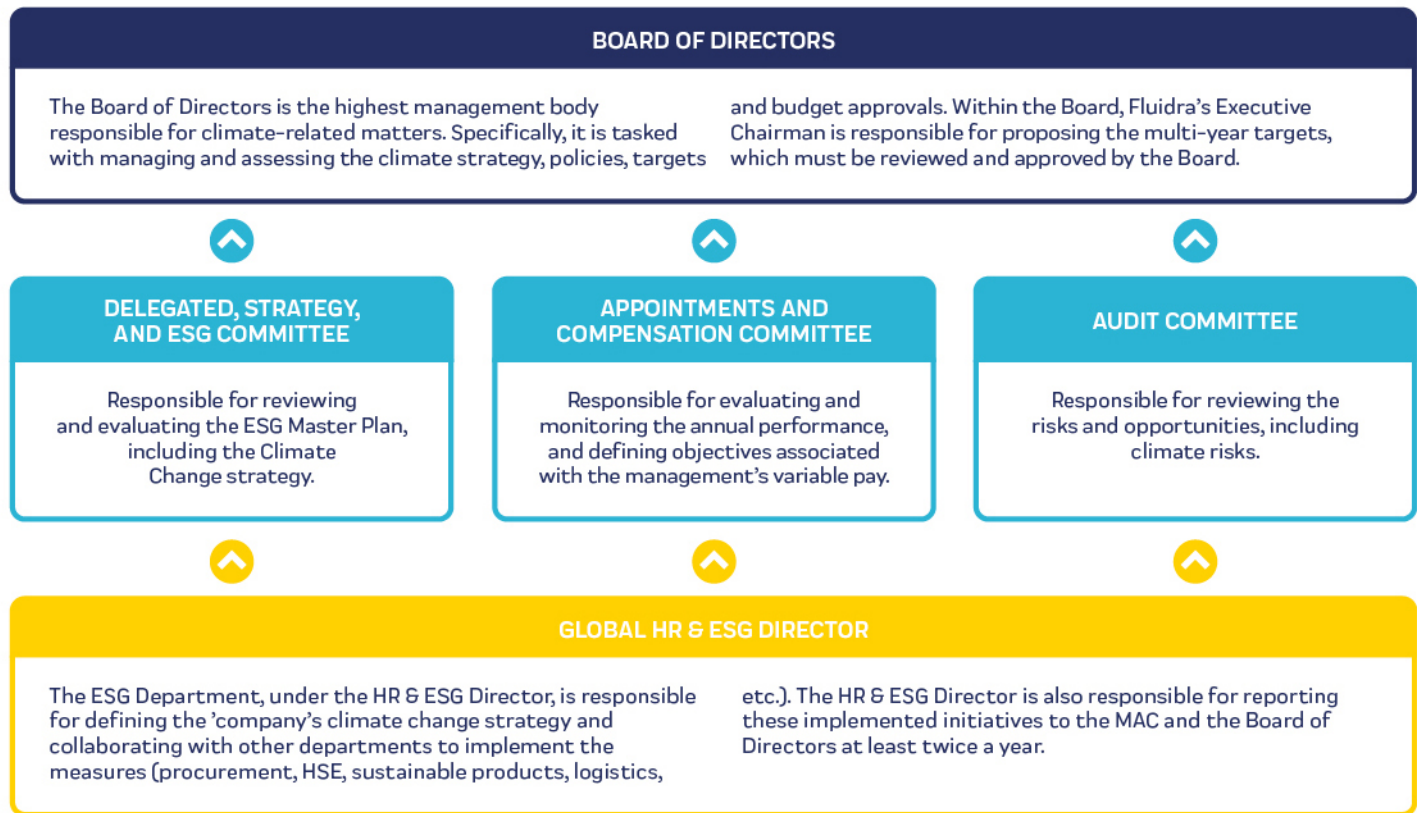 BOARD OF DIRECTORS
The Board of Directors is the highest management body
responsible for climate-related matters. Specifically, it is tasked
with managing and assessing the climate strategy, policies, targets
and budget approvals. Within the Board, Fluidra's Executive
Chairman is responsible for proposing the multi-year targets,
which must be reviewed and approved by the Board.
DELEGATED, STRATEGY,
AND ESG COMMITTEE
Responsible for reviewing
and evaluating the ESG Master Plan,
including the Climate
Change strategy.
APPOINTMENTS AND
COMPENSATION COMMITTEE
Responsible for evaluating and
monitoring the annual performance,
and defining objectives associated
with the management's variable pay.
AUDIT COMMITTEE
Responsible for reviewing the
risks and opportunities, including
climate risks.
GLOBAL HR & ESG DIRECTOR
The ESG Department, under the HR & ESG Director, is responsible
for defining the 'company's climate change strategy and
collaborating with other departments to implement the
measures (procurement, HSE, sustainable products, logistics,
etc.). The HR & ESG Director is also responsible for reporting
these implemented initiatives to the MAC and the Board of
Directors at least twice a year.